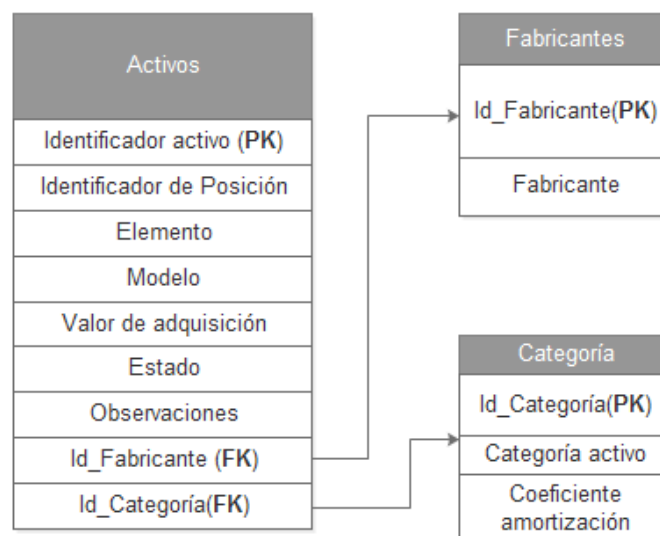 Activos
Identificador activo (PK)
Identificador de Posición
Elemento
Modelo
Valor de adquisición
Estado
Observaciones
Id_Fabricante (FK)
Id_Categoría(FK)
Fabricantes
Id_Fabricante(PK)
Fabricante
Categoría
Id_Categoría(PK)
Categoría activo
Coeficiente
amortización